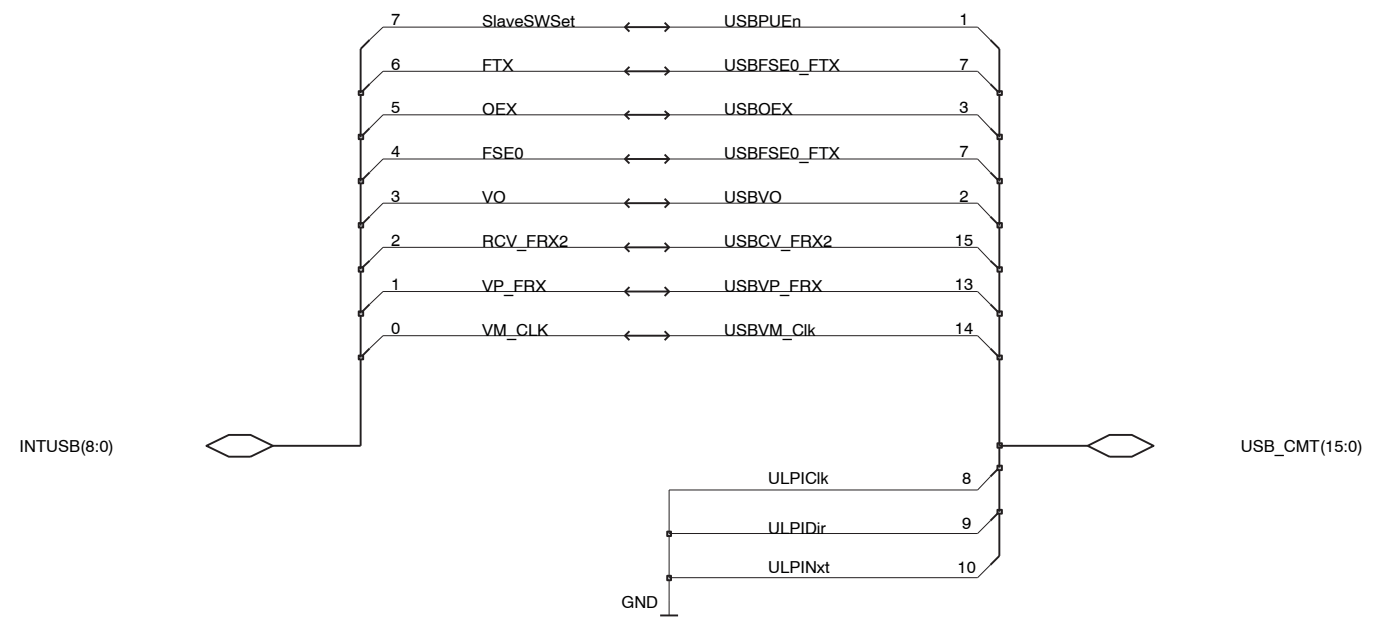 7 SlaveSWSet USBPUEn 1
6 FTX USBFSE0_FTX 7
5 OEX USBOEX 3
4 FSE0 USBFSE0_FTX 7
3 VO USBVO 2
2 RCV_FRX2 USBCV_FRX2 15
1 VP_FRX USBVP_FRX 13
0 VM_CLK USBVM_Clk 14
INTUSB(8:0) USB_CMT(15:0)
ULPIClk 8
ULPIDir 9
ULPINxt 10
GND